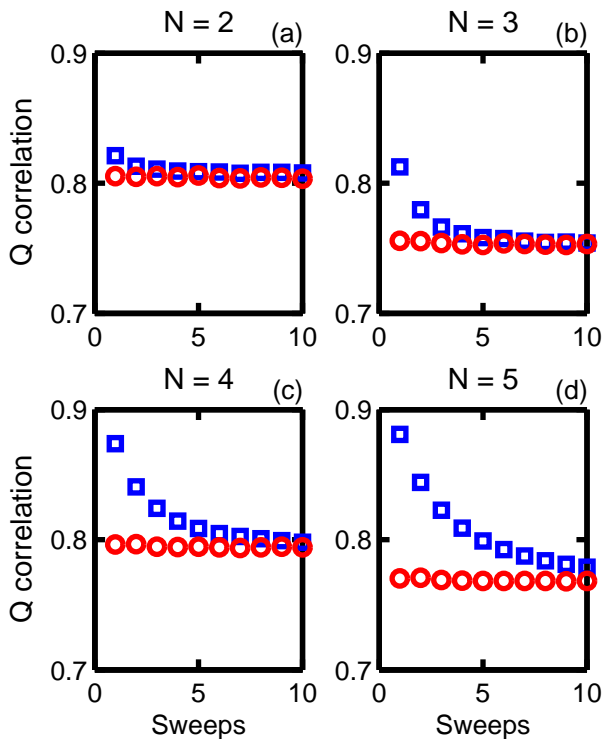 N = 2 (a)
N = 3 (b)
0.9
0.8
0.7
Q correlation
0 5 10
0.9
0.8
0.7
0 5 10
N = 4 (c)
N = 5 (d)
0.9
0.8
0.7
Q correlation
0 5 10
Sweeps
0.9
0.8
0.7
0 5 10
Sweeps